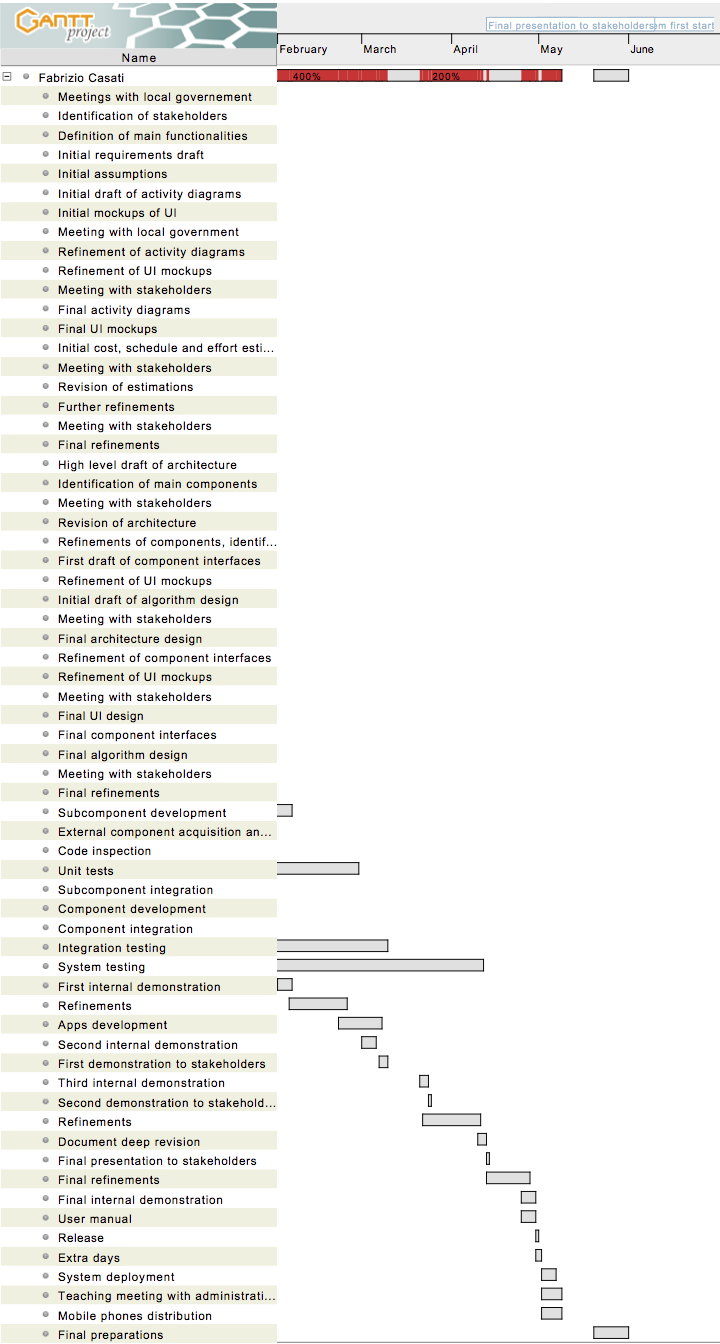 GANTT
project
Final presentation to stakeholders
m first start
February March April May June
Name
Fabrizio Casati
400% 200%
Meetings with local governement
Identification of stakeholders
Definition of main functionalities
Initial requirements draft
Initial assumptions
Initial draft of activity diagrams
Initial mockups of UI
Meeting with local government
Refinement of activity diagrams
Refinement of UI mockups
Meeting with stakeholders
Final activity diagrams
Final UI mockups
Initial cost, schedule and effort esti...
Meeting with stakeholders
Revision of estimations
Further refinements
Meeting with stakeholders
Final refinements
High level draft of architecture
Identification of main components
Meeting with stakeholders
Revision of architecture
Refinements of components, identif...
First draft of component interfaces
Refinement of UI mockups
Initial draft of algorithm design
Meeting with stakeholders
Final architecture design
Refinement of component interfaces
Refinement of UI mockups
Meeting with stakeholders
Final UI design
Final component interfaces
Final algorithm design
Meeting with stakeholders
Final refinements
Subcomponent development
External component acquisition an...
Code inspection
Unit tests
Subcomponent integration
Component development
Component integration
Integration testing
System testing
First internal demonstration
Refinements
Apps development
Second internal demonstration
First demonstration to stakeholders
Third internal demonstration
Second demonstration to stakehold...
Refinements
Document deep revision
Final presentation to stakeholders
Final refinements
Final internal demonstration
User manual
Release
Extra days
System deployment
Teaching meeting with administrati...
Mobile phones distribution
Final preparations